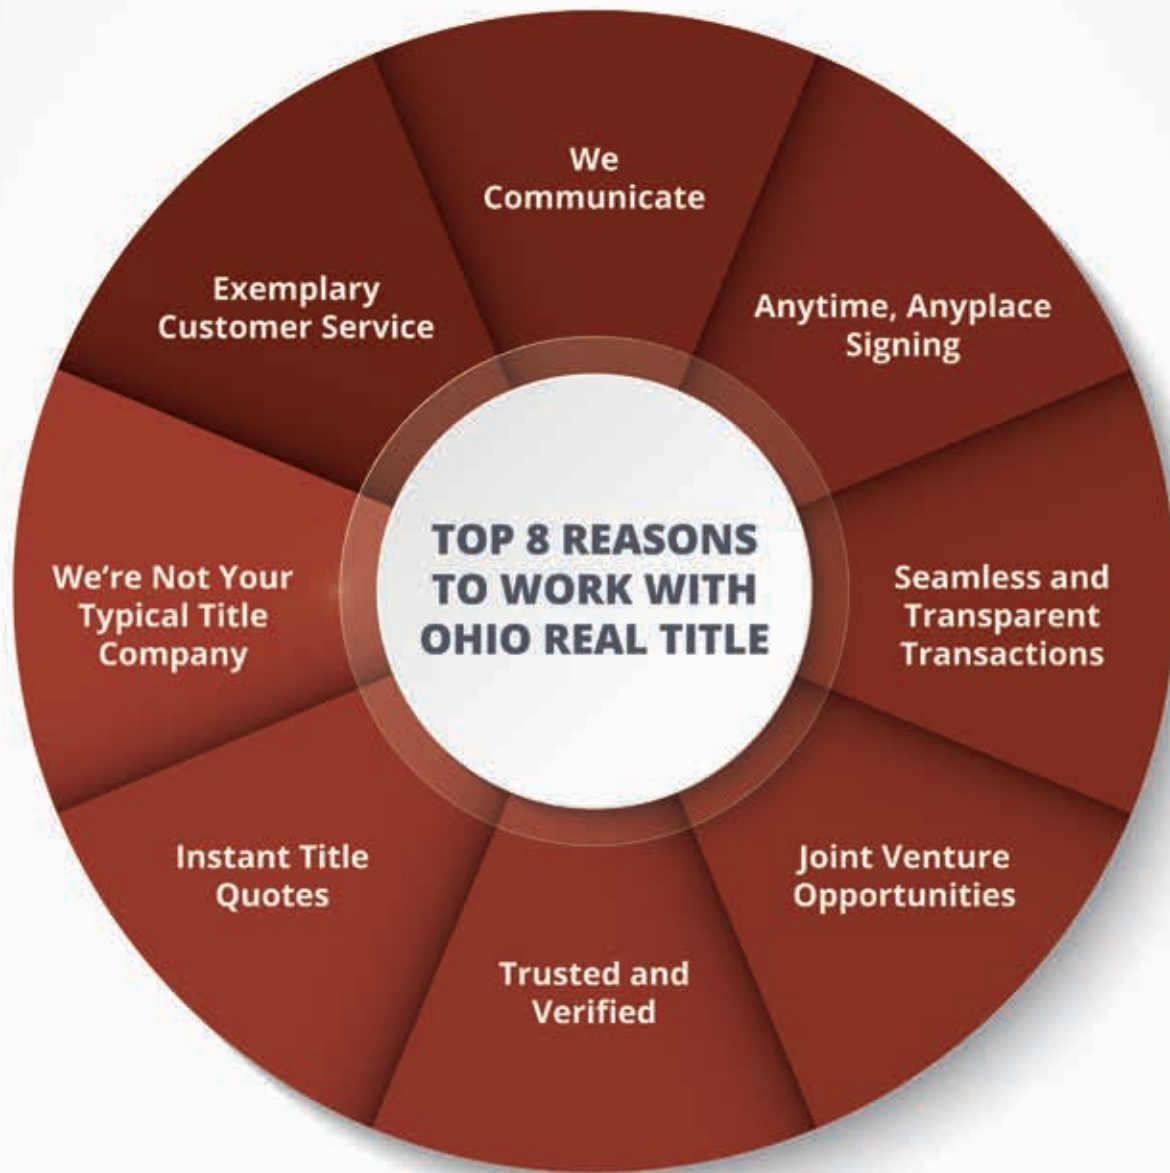 TOP 8 REASONS
TO WORK WITH
OHIO REAL TITLE
We
Communicate
Anytime, Anyplace
Signing
Seamless and
Transparent
Transactions
Joint Venture
Opportunities
Trusted and
Verified
Instant Title
Quotes
We’re Not Your
Typical Title
Company
Exemplary
Customer Service